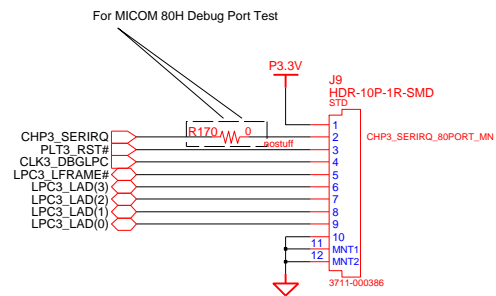 For MICOM 80H Debug Port Test
P3.3V
J9
HDR-10P-1R-SMD
STD
1
CHP3_SERIRQ R170 0 nostuff 2 CHP3_SERIRQ_80PORT_MN
PLT3_RST# 3
CLK3_DBGLPC 4
LPC3_LFRAME# 5
LPC3_LAD(3) 6
LPC3_LAD(2) 7
LPC3_LAD(1) 8
LPC3_LAD(0) 9
10
11 MNT1
12 MNT2
3711-000386